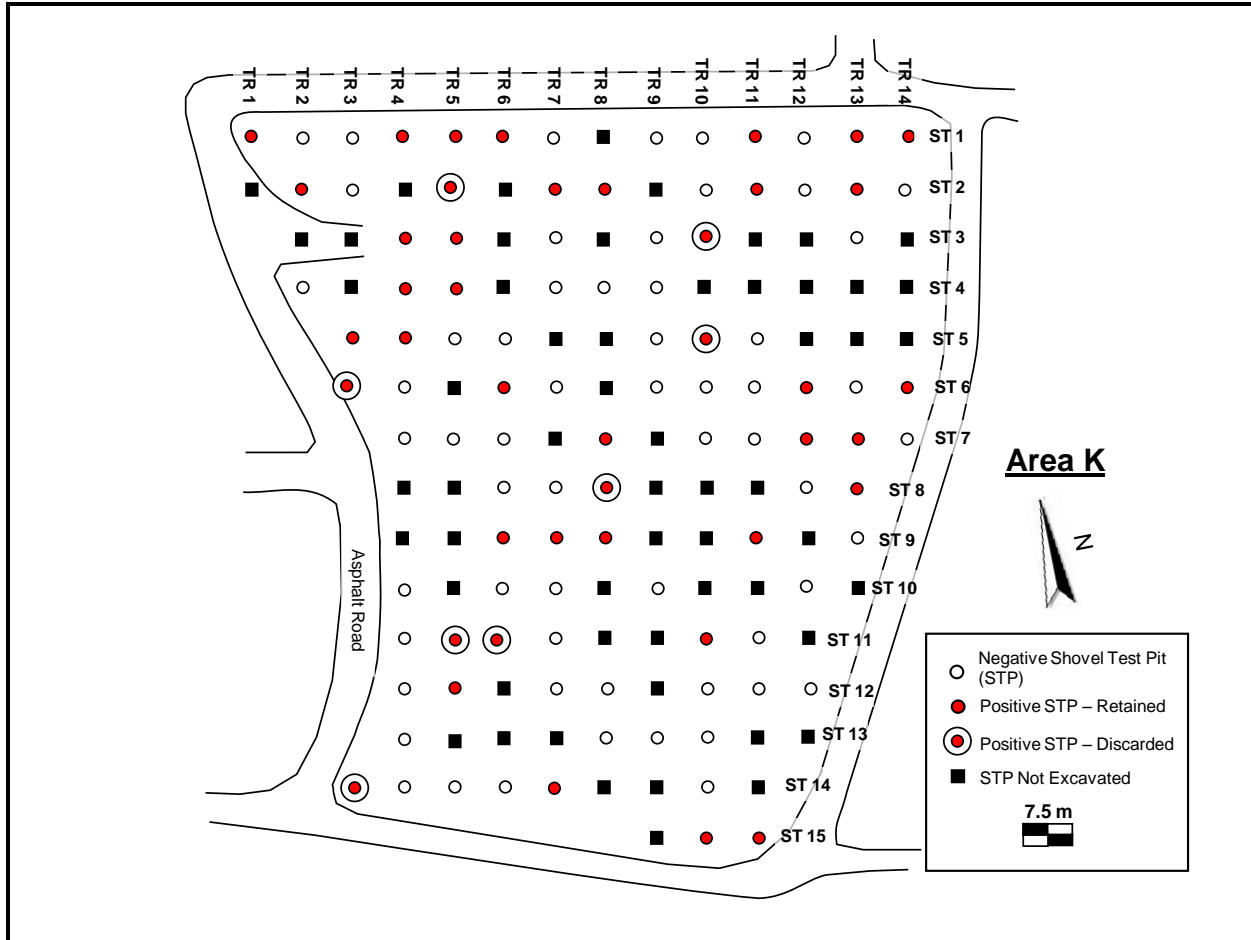 TR 1
TR 2
TR 3
TR 4
TR 5
TR 6
TR 7
TR 8
TR 9
TR 10
TR 11
TR 12
TR 13
TR 14
ST 1
ST 2
ST 3
ST 4
ST 5
ST 6
ST 7
ST 8
ST 9
ST 10
ST 11
ST 12
ST 13
ST 14
ST 15
Asphalt Road
Area K
N
Negative Shovel Test Pit
(STP)
Positive STP – Retained
Positive STP – Discarded
STP Not Excavated
7.5 m